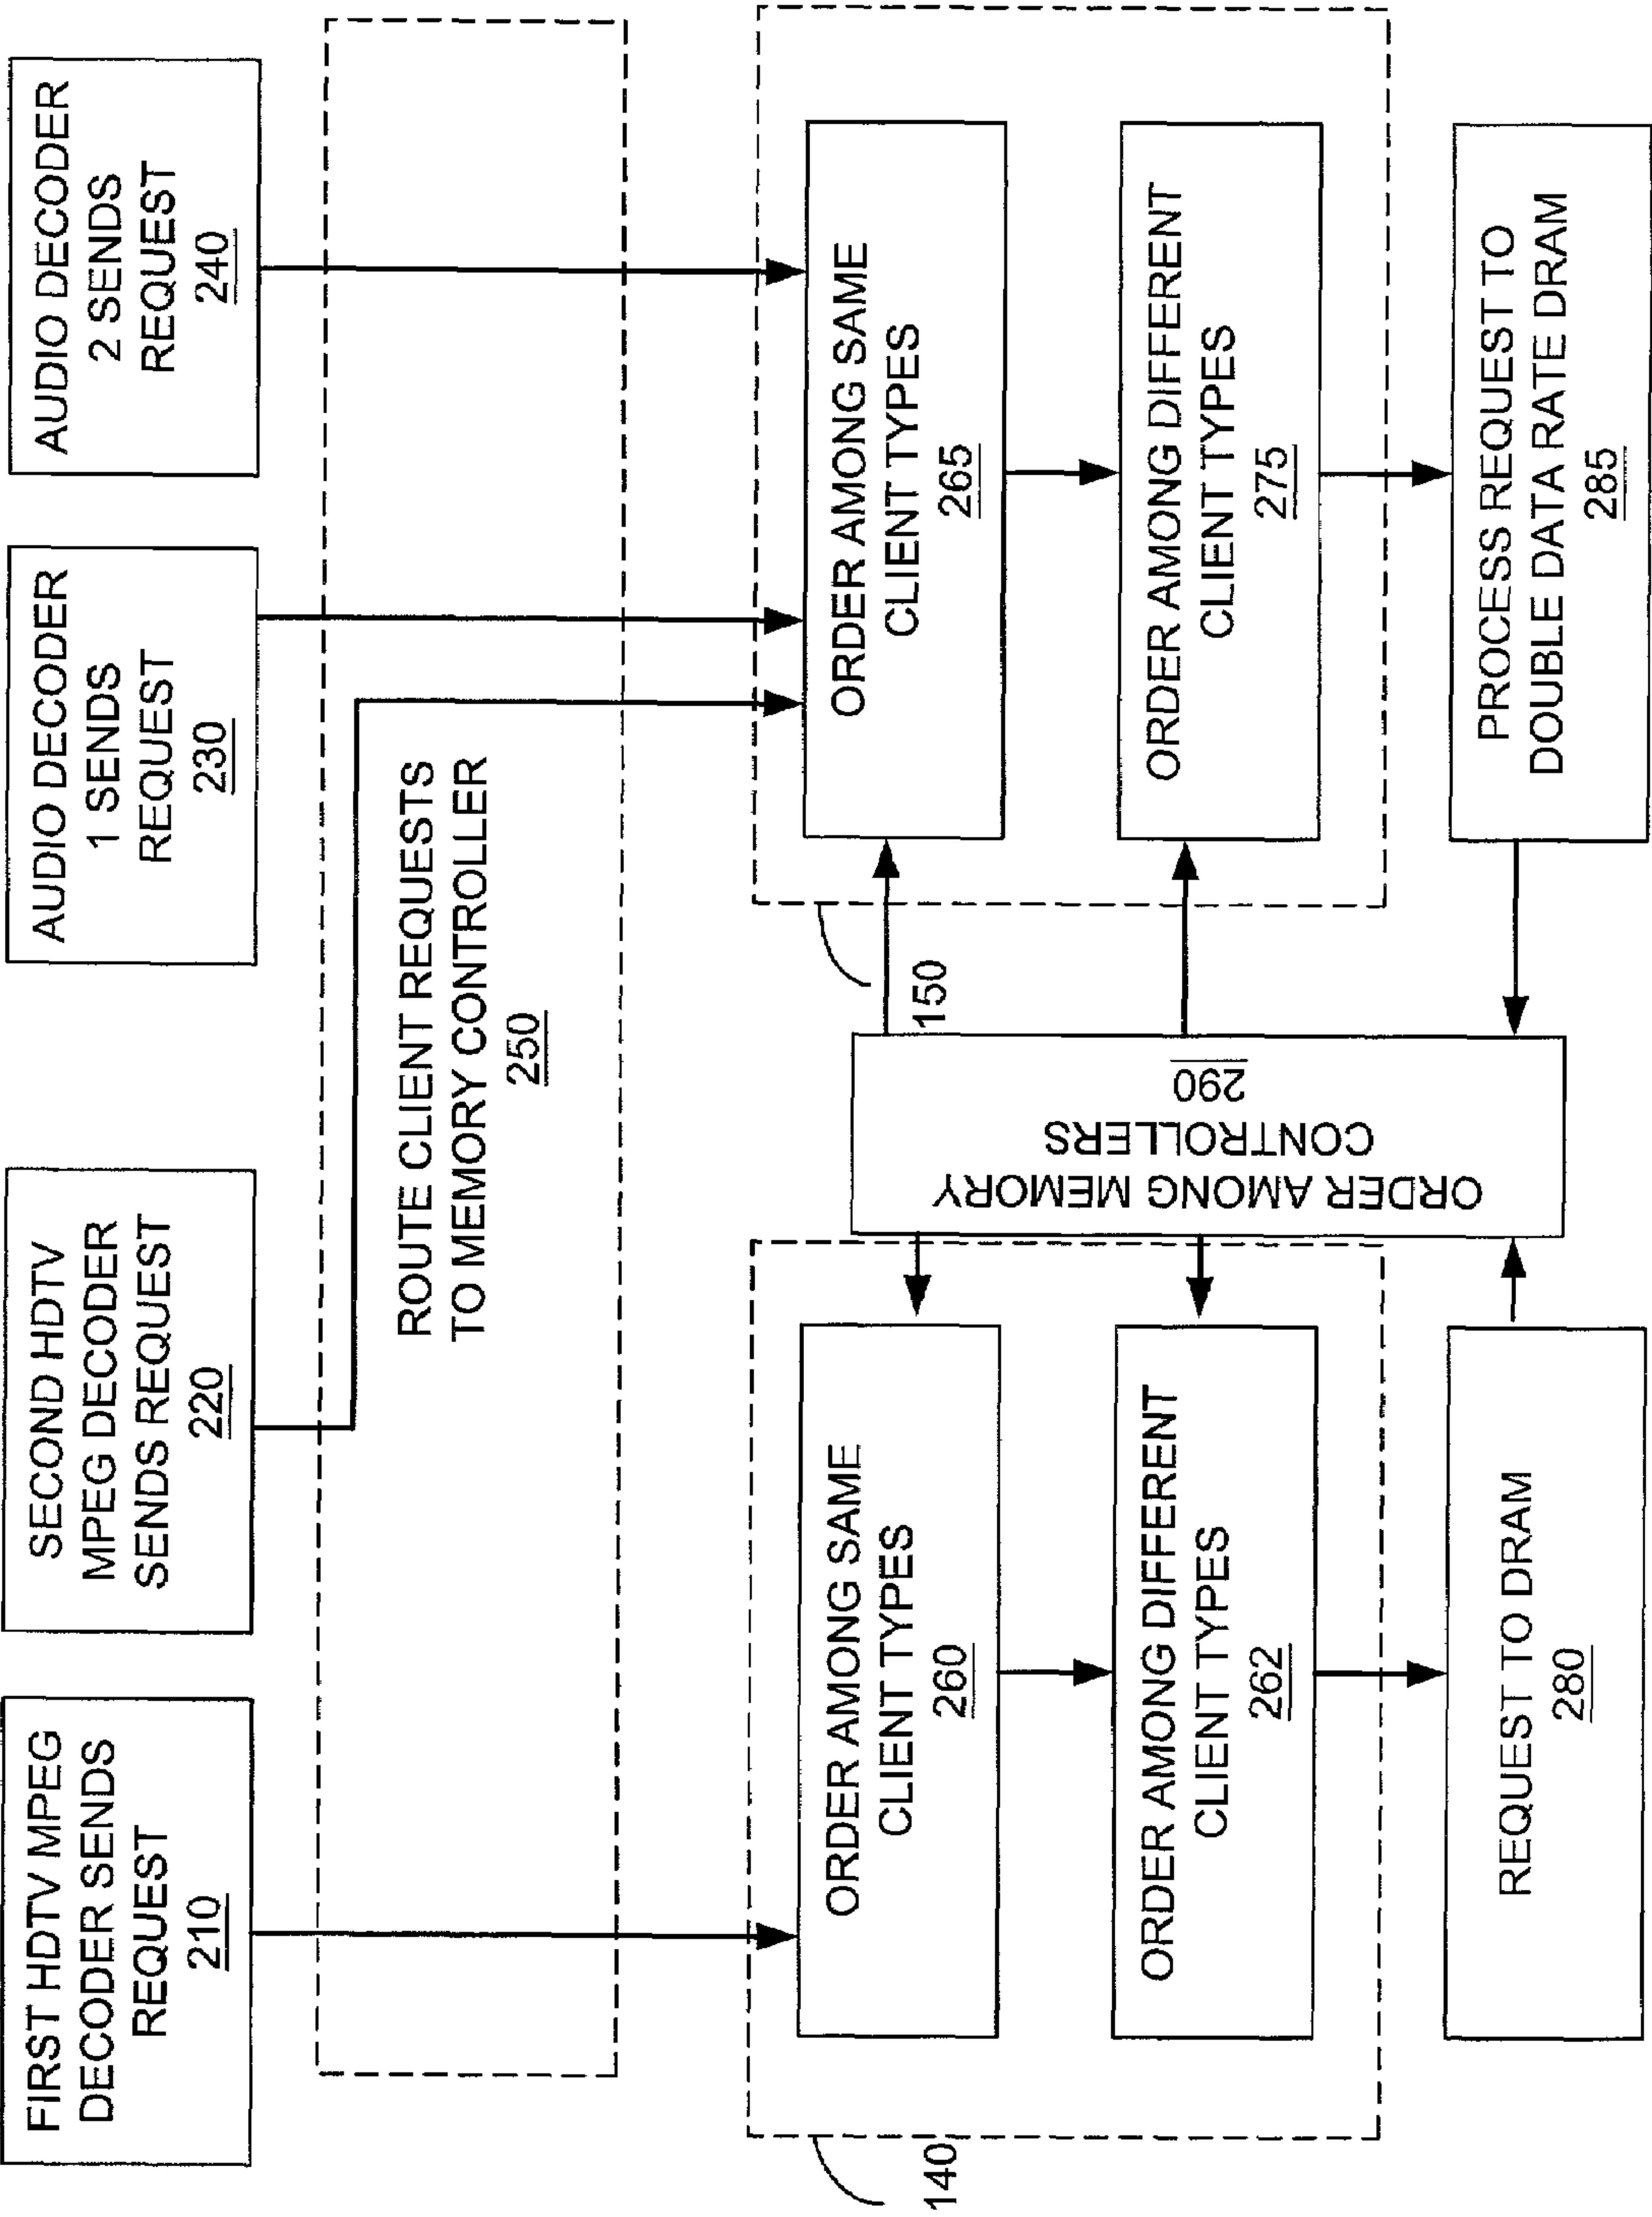 FIRST HDTV MPEG
DECODER SENDS
REQUEST
210
SECOND HDTV
MPEG DECODER
SENDS REQUEST
220
AUDIO DECODER
1 SENDS
REQUEST
230
AUDIO DECODER
2 SENDS
REQUEST
240
ROUTE CLIENT REQUESTS
TO MEMORY CONTROLLER
250
140
ORDER AMONG SAME
CLIENT TYPES
260
ORDER AMONG DIFFERENT
CLIENT TYPES
262
REQUEST TO DRAM
280
ORDER AMONG MEMORY
CONTROLLERS
290
150
ORDER AMONG SAME
CLIENT TYPES
265
ORDER AMONG DIFFERENT
CLIENT TYPES
275
PROCESS REQUEST TO
DOUBLE DATA RATE DRAM
285